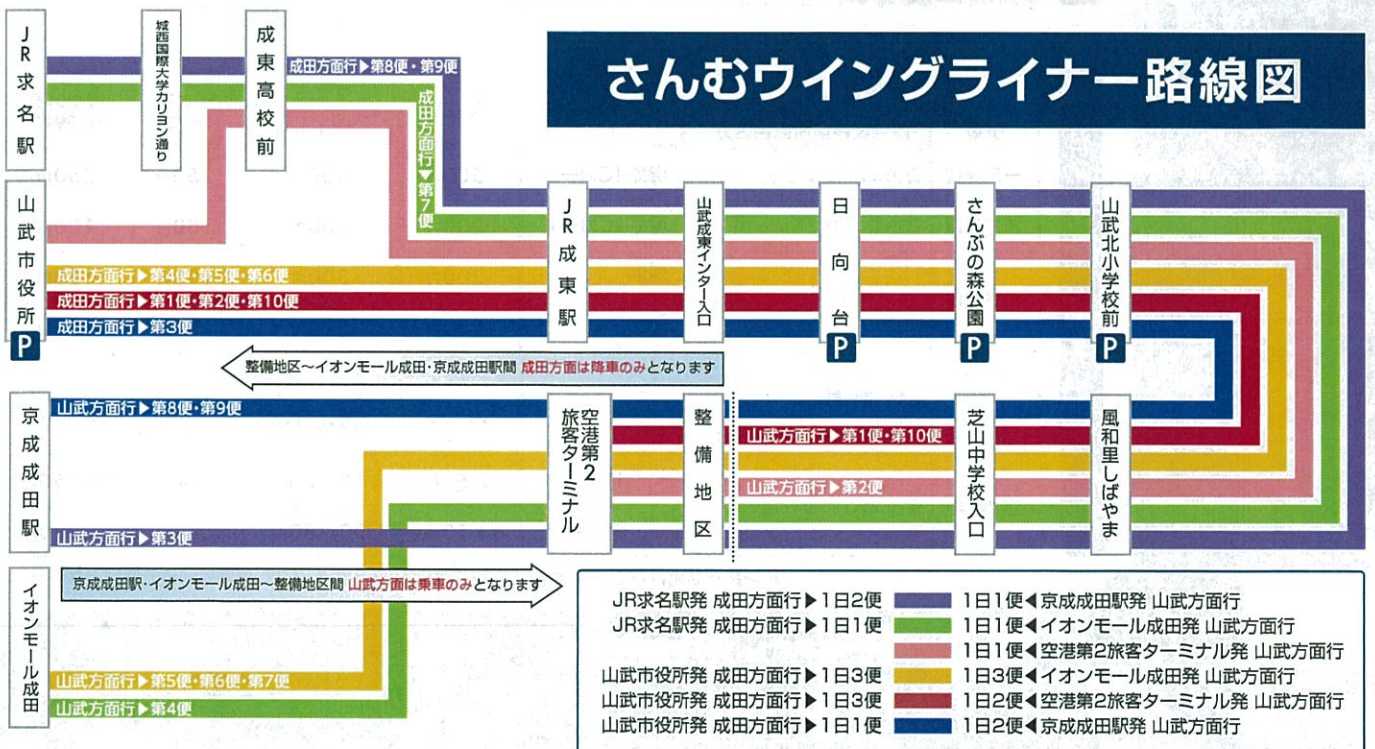 さんむウイングライナー路線図
JR求名駅
城西国際大学カリヨン通り
成東高校前
成田方面行▶第8便・第9便
成田方面行▼第7便
山武市役所
P
成田方面行▶第4便・第5便・第6便
成田方面行▶第1便・第2便・第10便
成田方面行▶第3便
JR成東駅
山武成東インター入口
日向台
P
さんぶの森公園
P
山武北小学校前
P
整備地区～イオンモール成田・京成成田駅間 成田方面は降車のみとなります
京成成田駅
山武方面行▶第8便・第9便
山武方面行▶第3便
空港第2
旅客ターミナル
整備地区
山武方面行▶第1便・第10便
山武方面行▶第2便
芝山中学校入口
風和里しばやま
京成成田駅・イオンモール成田～整備地区間 山武方面は乗車のみとなります
イオンモール成田
山武方面行▶第5便・第6便・第7便
山武方面行▶第4便
JR求名駅発 成田方面行▶1日2便 1日1便◀京成成田駅発 山武方面行
JR求名駅発 成田方面行▶1日1便 1日1便◀イオンモール成田発 山武方面行
1日1便◀空港第2旅客ターミナル発 山武方面行
山武市役所発 成田方面行▶1日3便 1日3便◀イオンモール成田発 山武方面行
山武市役所発 成田方面行▶1日3便 1日2便◀空港第2旅客ターミナル発 山武方面行
山武市役所発 成田方面行▶1日1便 1日2便◀京成成田駅発 山武方面行